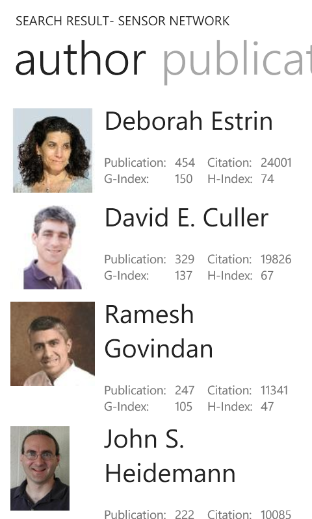 SEARCH RESULT- SENSOR NETWORK
author publicat
Deborah Estrin
Publication: 454 Citation: 24001
G-Index: 150 H-Index: 74
David E. Culler
Publication: 329 Citation: 19826
G-Index: 137 H-Index: 67
Ramesh
Govindan
Publication: 247 Citation: 11341
G-Index: 105 H-Index: 47
John S.
Heidemann
Publication: 222 Citation: 10085